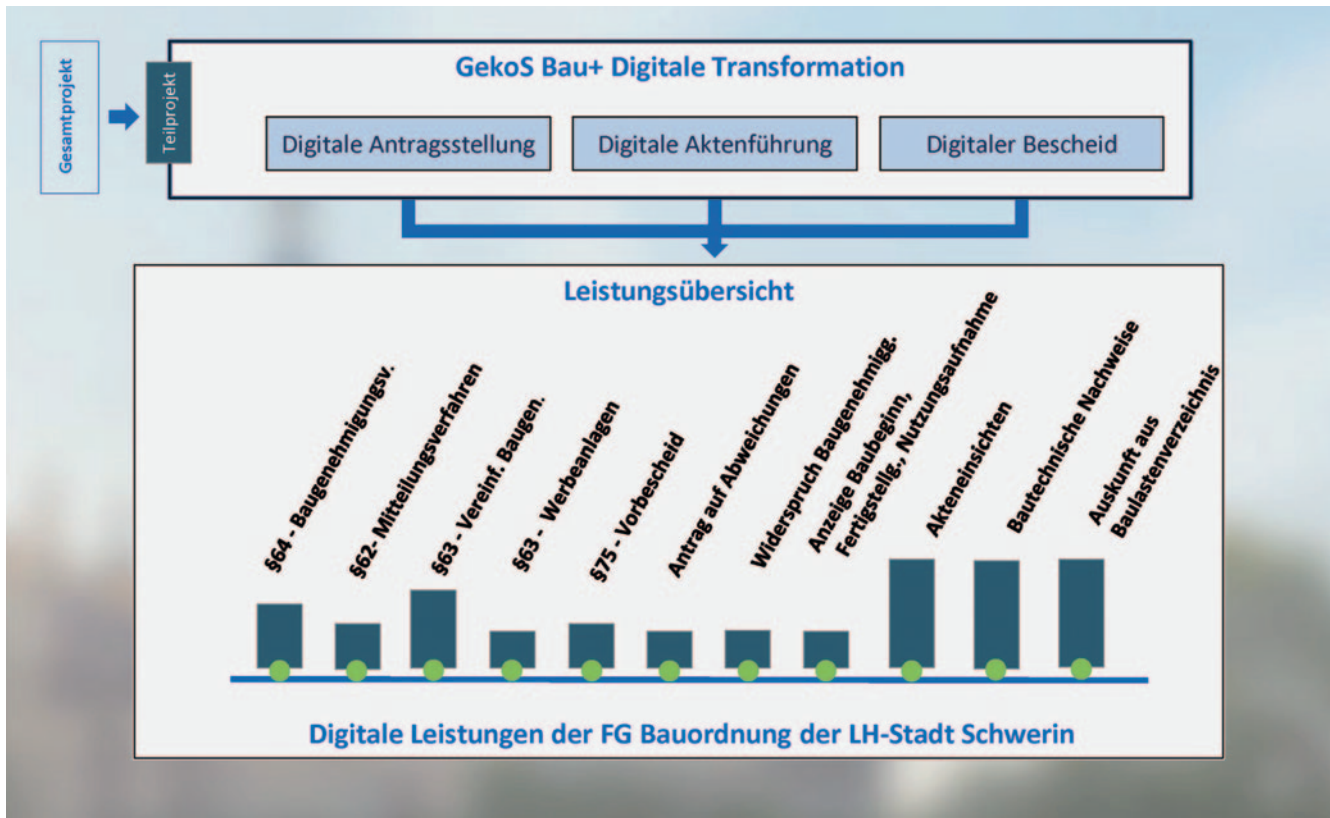 Gesamtprojekt
Teilprojekt
GekoS Bau+ Digitale Transformation
Digitale Antragsstellung
Digitale Aktenführung
Digitaler Bescheid
Leistungsübersicht
§64 - Baugenehmigungsv.
§62- Mitteilungsverfahren
§63 - Vereinf. Baugen.
§63 - Werbeanlagen
§75 - Vorbescheid
Antrag auf Abweichungen
Widerspruch Baugenehmigg.
Anzeige Baubeginn,
Fertigstellg., Nutzungsaufnahme
Akteneinsichten
Bautechnische Nachweise
Auskunft aus
Baulastenverzeichnis
Digitale Leistungen der FG Bauordnung der LH-Stadt Schwerin